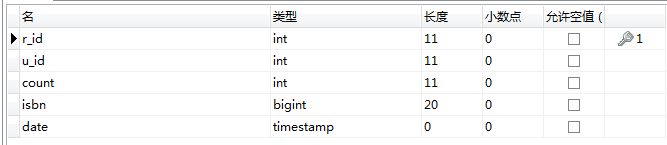 名 类型 长度 小数点 允许空值 (
r_id int 11 0 1
u_id int 11 0
count int 11 0
isbn bigint 20 0
date timestamp 0 0